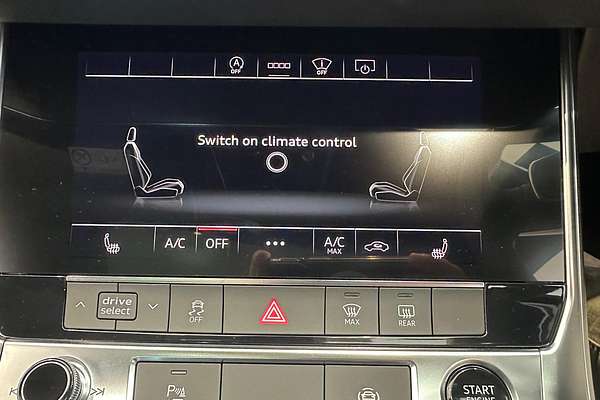 A
OFF
OFF
Switch on climate control
A/C
OFF
A/C
MAX
drive
select
OFF
MAX
REAR
P
START
ENGINE